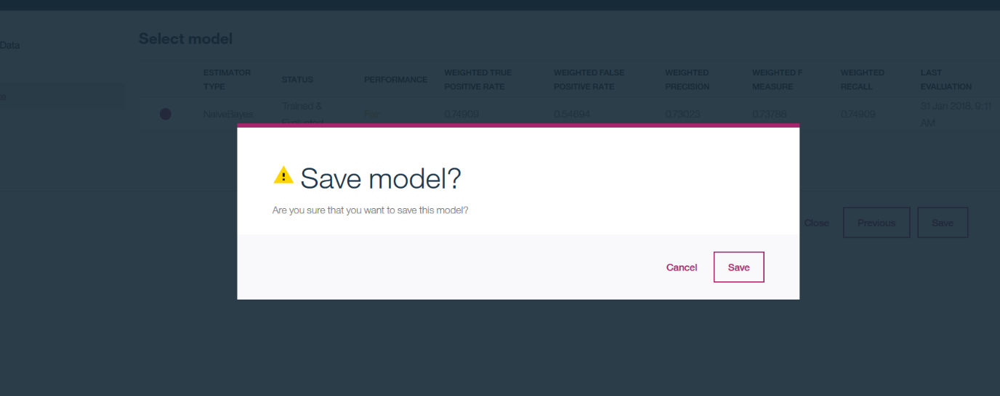 Select model
Data
ESTIMATOR TYPE
STATUS
PERFORMANCE
WEIGHTED TRUE POSITIVE RATE
WEIGHTED FALSE POSITIVE RATE
WEIGHTED PRECISION
WEIGHTED F MEASURE
WEIGHTED RECALL
LAST EVALUATION
NaiveBayes
Trained & Evaluated
Fair
0.74909
0.54694
0.73023
0.73788
0.74909
31 Jan 2018, 9:11 AM
Save model?
Are you sure that you want to save this model?
Close
Previous
Save
Cancel
Save